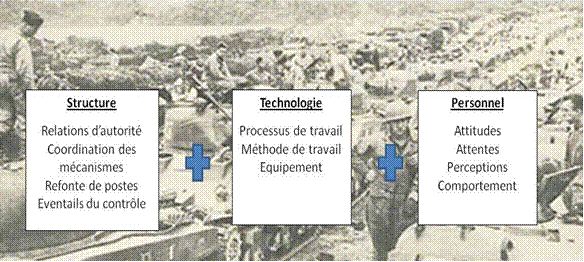 Structure
Relations d'autorité
Coordination des
mécanismes
Refonte de postes
Eventails du contrôle
Technologie
Processus de travail
Méthode de travail
Equipement
Personnel
Attitudes
Attentes
Perceptions
Comportement